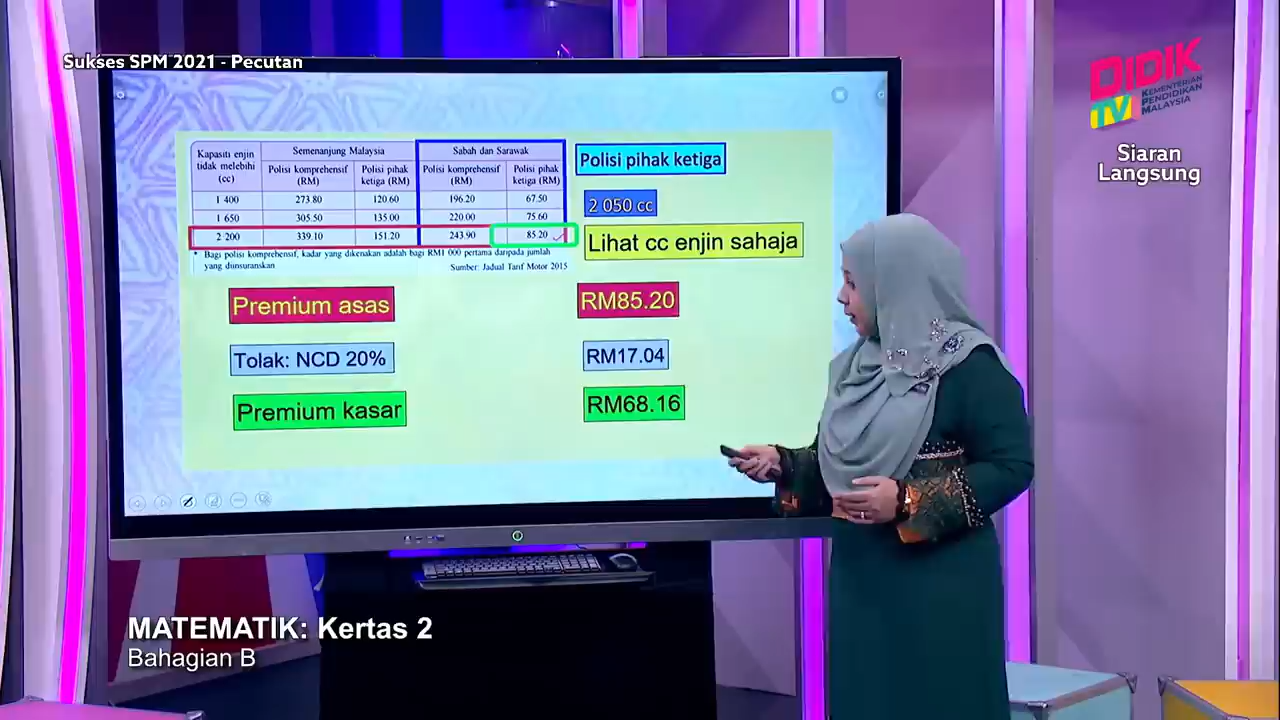 Sukses SPM 2021 - Pecutan
DIDIK
TV
KEMENTERIAN
PENDIDIKAN
MALAYSIA
Siaran
Langsung
Kapasiti enjin tidak melebihi (cc)
Semenanjung Malaysia
Sabah dan Sarawak
Polisi komprehensif (RM)
Polisi pihak ketiga (RM)
Polisi komprehensif (RM)
Polisi pihak ketiga (RM)
1 400 273.80 120.60 196.20 67.50
1 650 305.50 135.00 220.00 75.60
2 200 339.10 151.20 243.90 85.20
* Bagi polisi komprehensif, kadar yang dikenakan adalah bagi RM1 000 pertama daripada jumlah
yang diinsuranskan
Sumber: Jadual Tarif Motor 2015
Polisi pihak ketiga
2 050 cc
Lihat cc enjin sahaja
Premium asas RM85.20
Tolak: NCD 20% RM17.04
Premium kasar RM68.16
MATEMATIK: Kertas 2
Bahagian B